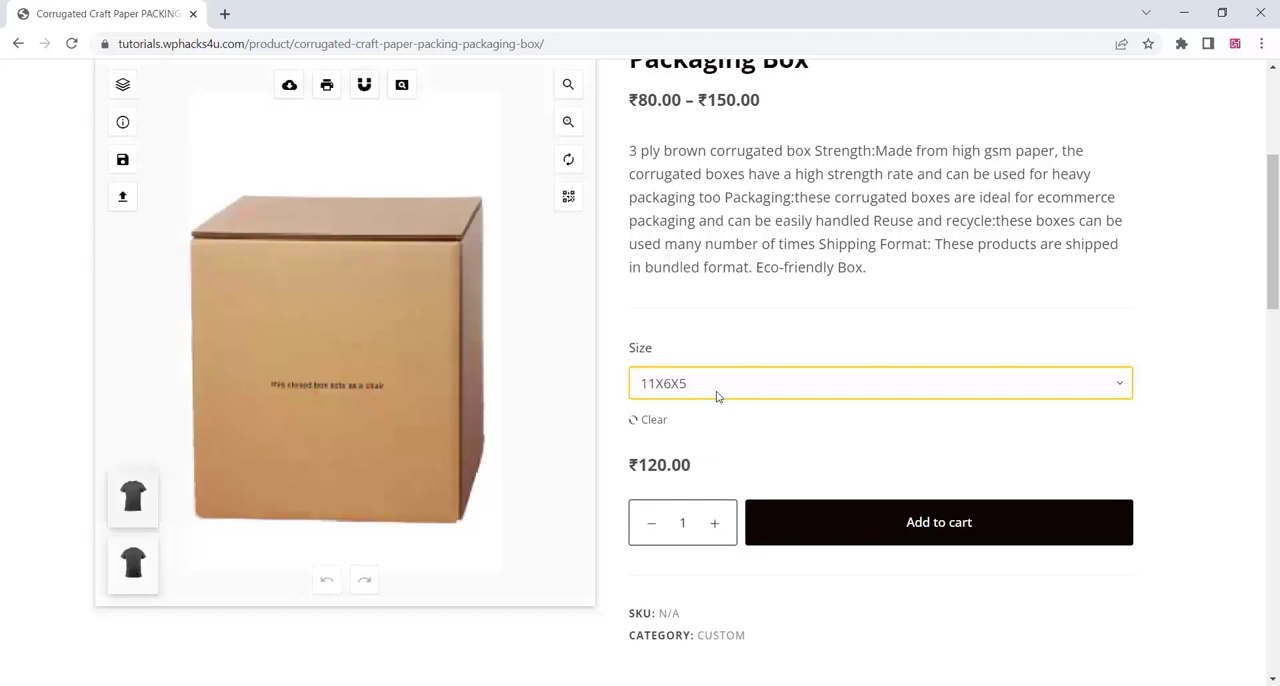 Corrugated Craft Paper PACKING
tutorials.wphacks4u.com/product/corrugated-craft-paper-packing-packaging-box/
Packaging Box
₹80.00 – ₹150.00
3 ply brown corrugated box Strength:Made from high gsm paper, the
corrugated boxes have a high strength rate and can be used for heavy
packaging too Packaging:these corrugated boxes are ideal for ecommerce
packaging and can be easily handled Reuse and recycle:these boxes can be
used many number of times Shipping Format: These products are shipped
in bundled format. Eco-friendly Box.
this closed box acts as a chair
Size
11X6X5
Clear
₹120.00
− 1 +
Add to cart
SKU: N/A
CATEGORY: CUSTOM